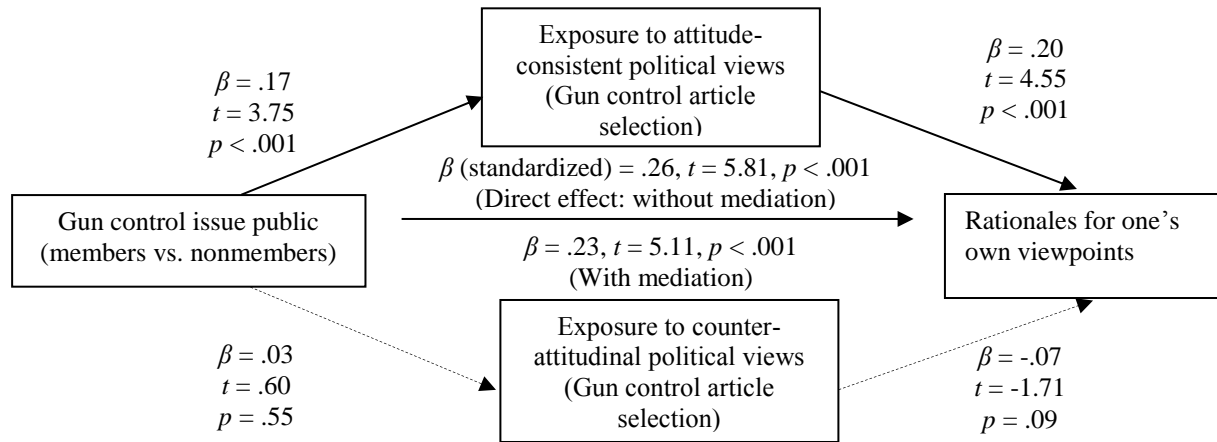 Exposure to attitude-
consistent political views
(Gun control article
selection)
β = .17
t = 3.75
p < .001
β = .20
t = 4.55
p < .001
β (standardized) = .26, t = 5.81, p < .001
(Direct effect: without mediation)
Gun control issue public
(members vs. nonmembers)
Rationales for one’s
own viewpoints
β = .23, t = 5.11, p < .001
(With mediation)
Exposure to counter-
attitudinal political views
(Gun control article
selection)
β = .03
t = .60
p = .55
β = -.07
t = -1.71
p = .09